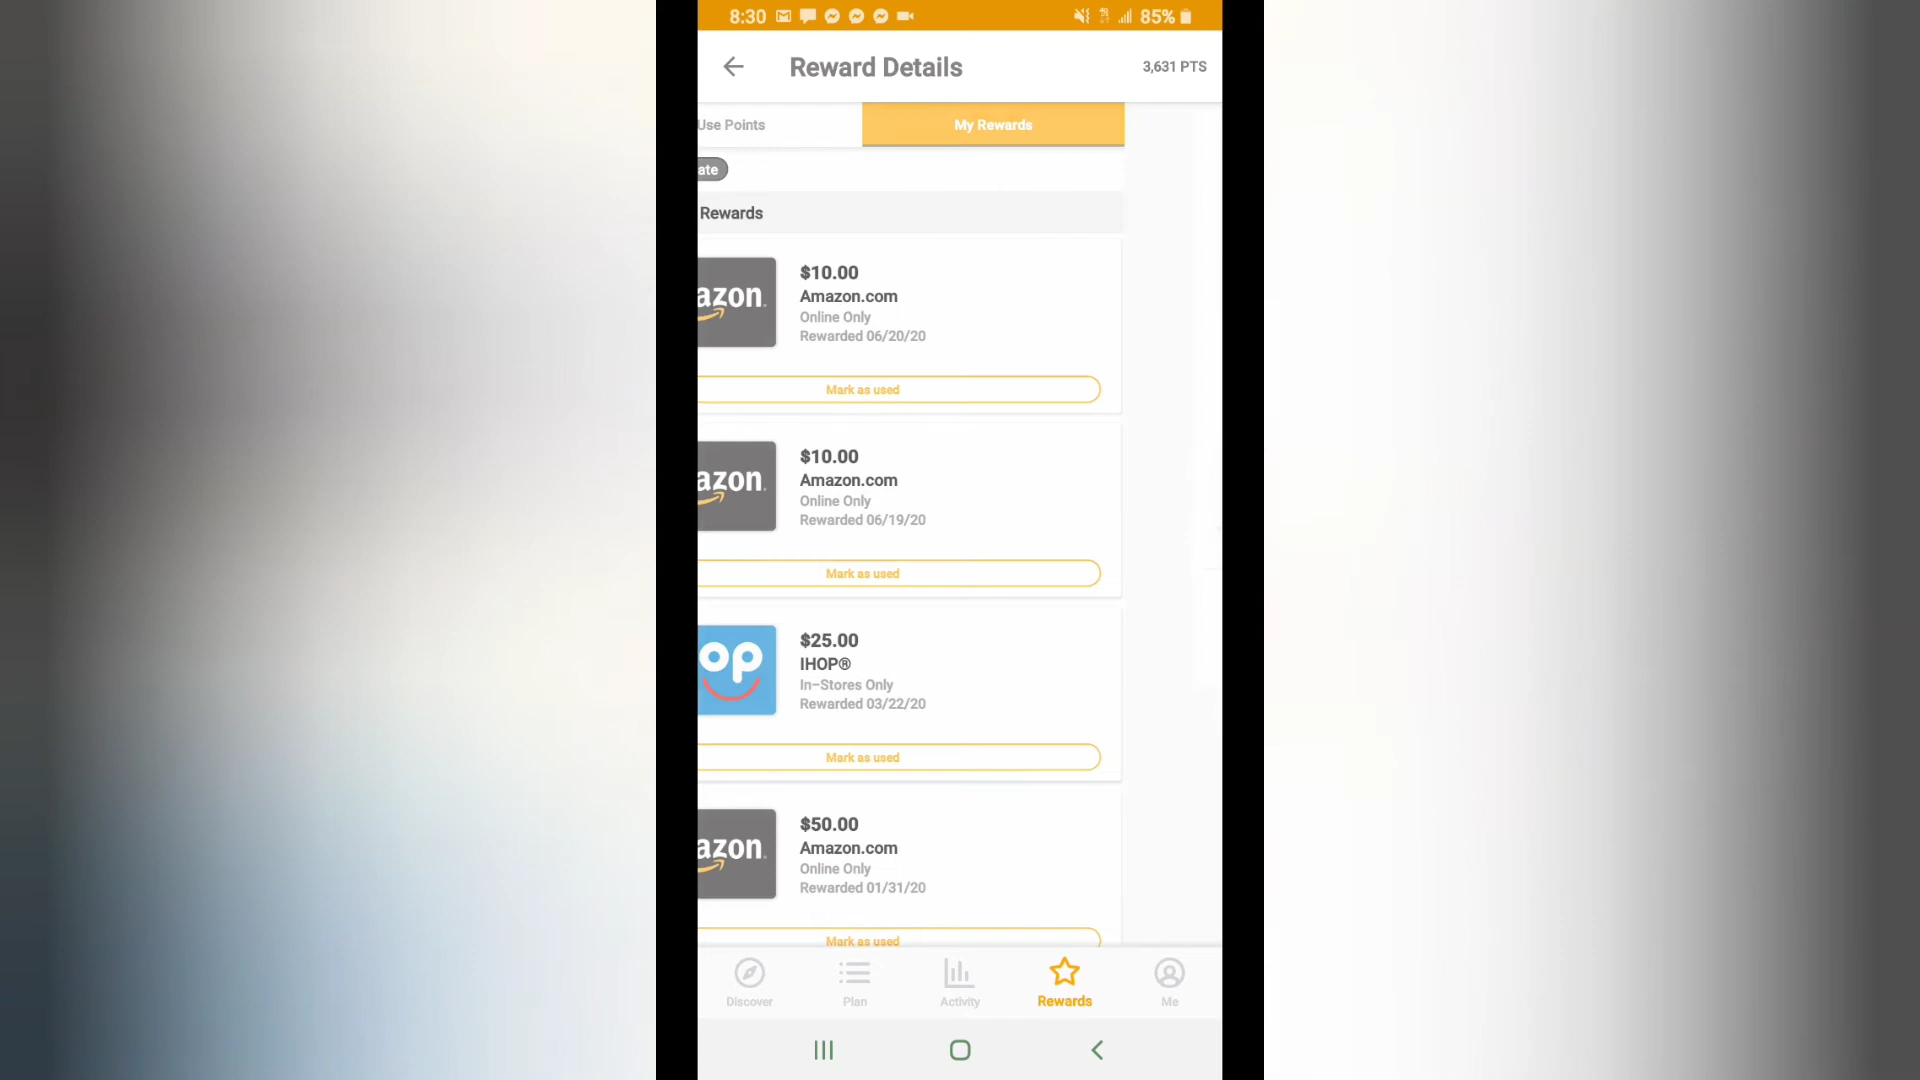 8:30 85%
Reward Details 3,631 PTS
Use Points My Rewards
ate
Rewards
azon.
$10.00
Amazon.com
Online Only
Rewarded 06/20/20
Mark as used
azon.
$10.00
Amazon.com
Online Only
Rewarded 06/19/20
Mark as used
op
$25.00
IHOP®
In-Stores Only
Rewarded 03/22/20
Mark as used
azon.
$50.00
Amazon.com
Online Only
Rewarded 01/31/20
Mark as used
Discover Plan Activity Rewards Me